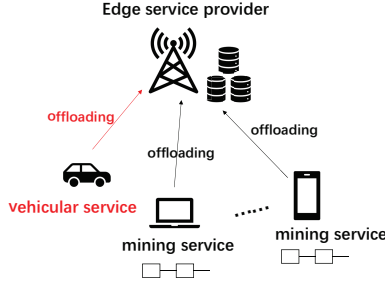 Edge service provider
offloading
offloading
offloading
vehicular service
mining service
mining service